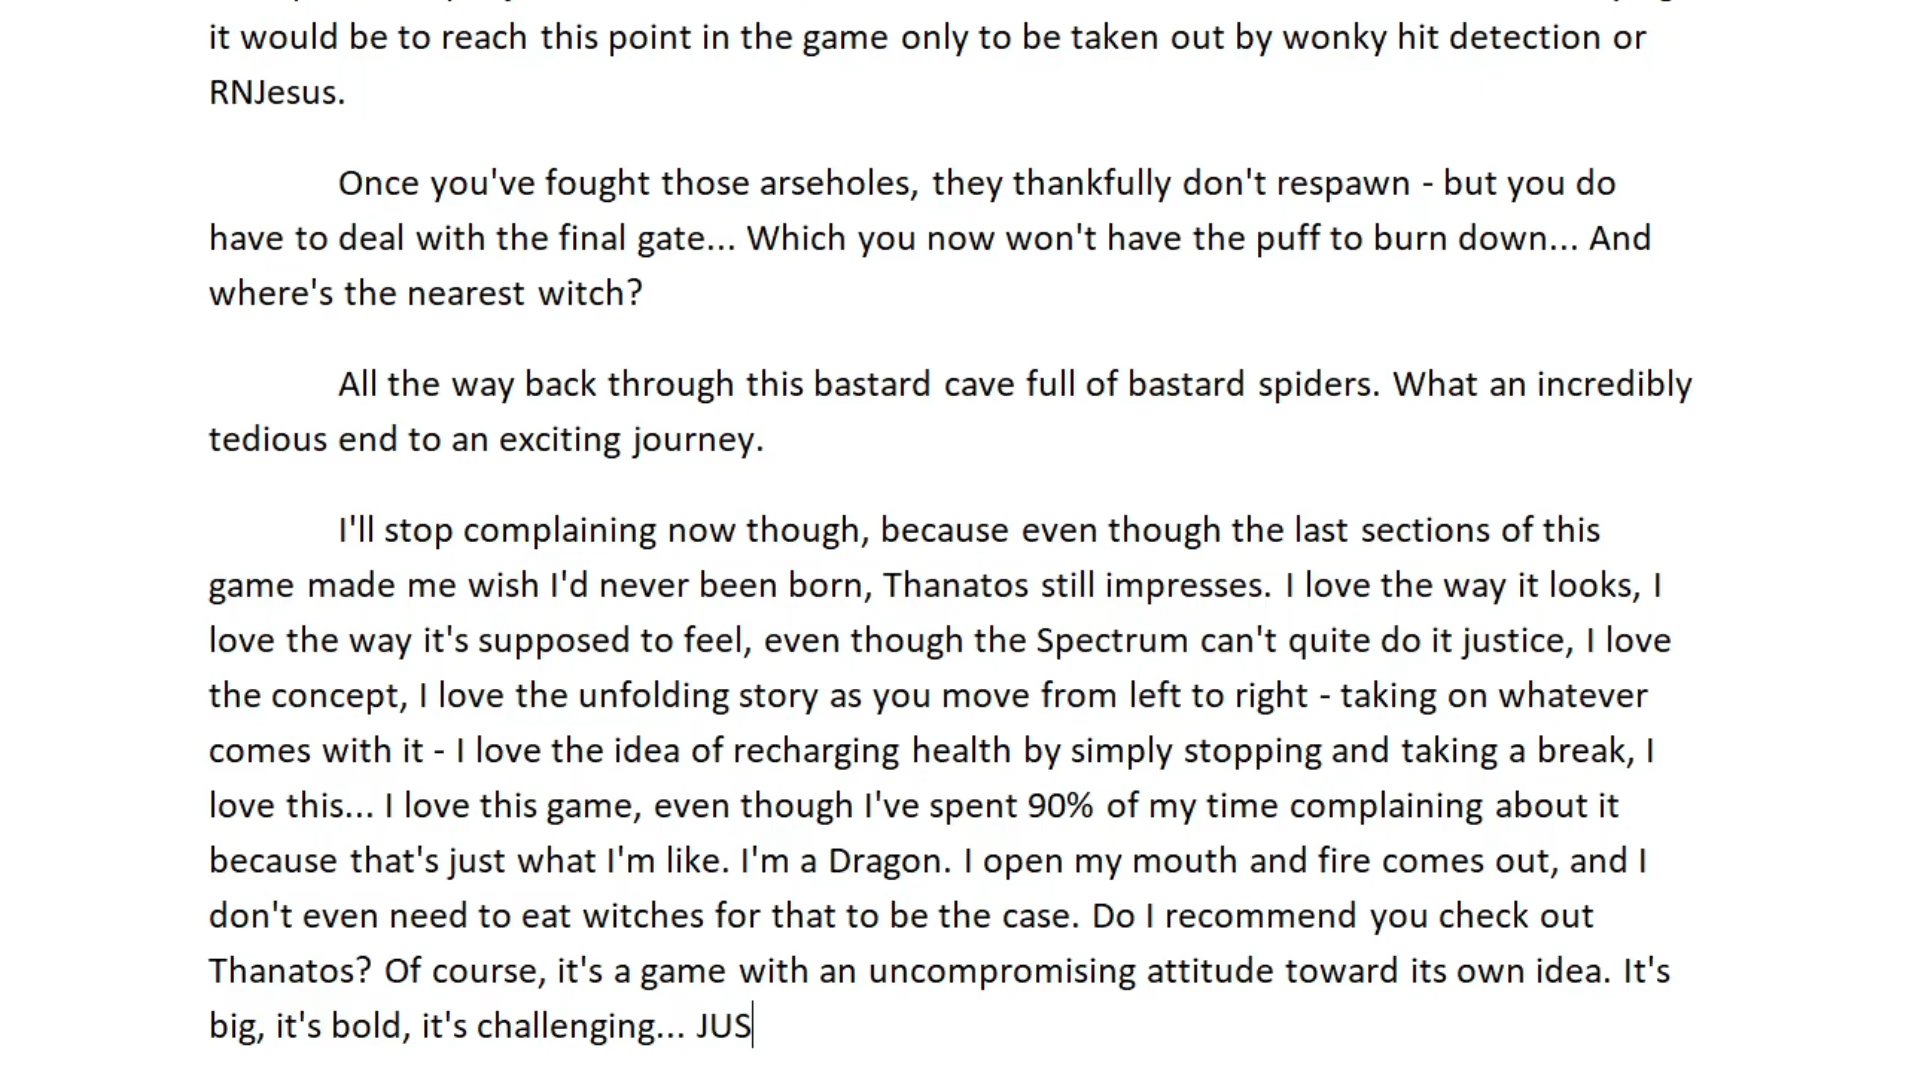 it would be to reach this point in the game only to be taken out by wonky hit detection or
RNJesus.
Once you've fought those arseholes, they thankfully don't respawn - but you do
have to deal with the final gate... Which you now won't have the puff to burn down... And
where's the nearest witch?
All the way back through this bastard cave full of bastard spiders. What an incredibly
tedious end to an exciting journey.
I'll stop complaining now though, because even though the last sections of this
game made me wish I'd never been born, Thanatos still impresses. I love the way it looks, I
love the way it's supposed to feel, even though the Spectrum can't quite do it justice, I love
the concept, I love the unfolding story as you move from left to right - taking on whatever
comes with it - I love the idea of recharging health by simply stopping and taking a break, I
love this... I love this game, even though I've spent 90% of my time complaining about it
because that's just what I'm like. I'm a Dragon. I open my mouth and fire comes out, and I
don't even need to eat witches for that to be the case. Do I recommend you check out
Thanatos? Of course, it's a game with an uncompromising attitude toward its own idea. It's
big, it's bold, it's challenging... JUS